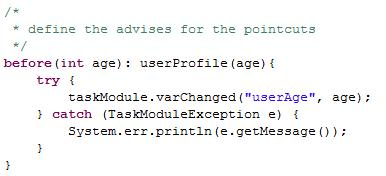 /*
 * define the advises for the pointcuts
 */
before(int age): userProfile(age){
    try {
        taskModule.varChanged("userAge", age);
    } catch (TaskModuleException e) {
        System.err.println(e.getMessage());
    }
}